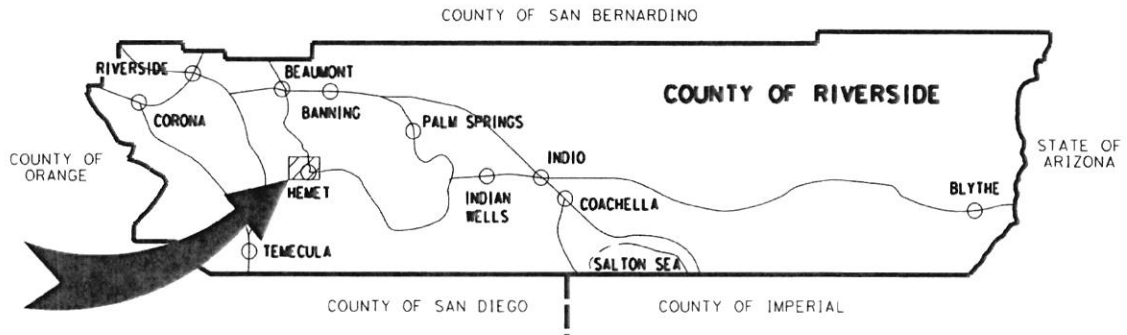 COUNTY OF SAN BERNARDINO
RIVERSIDE
BEAUMONT
COUNTY OF RIVERSIDE
BANNING
CORONA
PALM SPRINGS
COUNTY OF
ORANGE
STATE OF
ARIZONA
INDIO
HEMET
INDIAN
WELLS
COACHELLA
BLYTHE
TEMECULA
SALTON SEA
COUNTY OF SAN DIEGO
COUNTY OF IMPERIAL